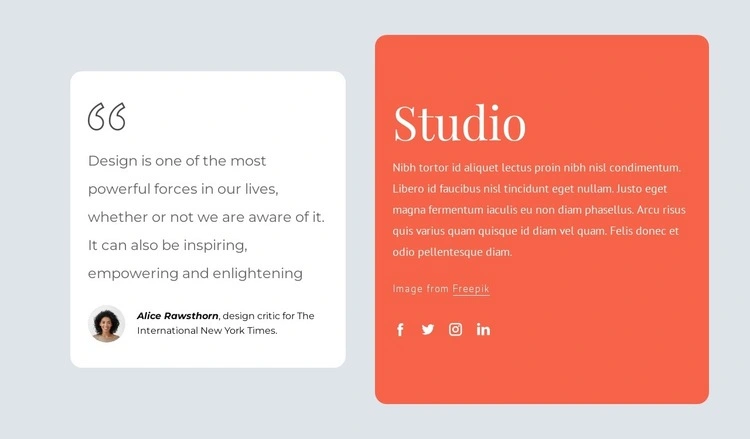 Design is one of the most
powerful forces in our lives,
whether or not we are aware of it.
It can also be inspiring,
empowering and enlightening
Alice Rawsthorn, design critic for The
International New York Times.
Studio
Nibh tortor id aliquet lectus proin nibh nisl condimentum.
Libero id faucibus nisl tincidunt eget nullam. Justo eget
magna fermentum iaculis eu non diam phasellus. Arcu risus
quis varius quam quisque id diam vel quam. Felis donec et
odio pellentesque diam.
Image from Freepik